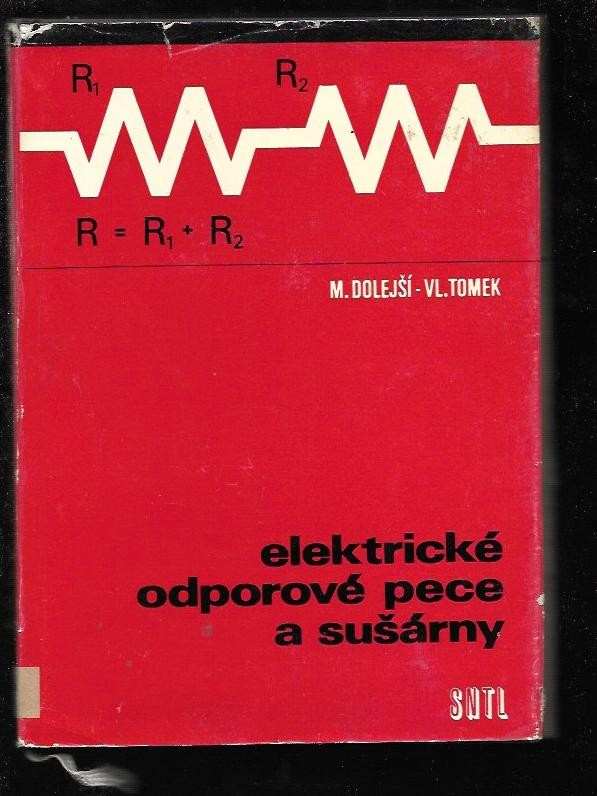 R1 R2
R = R1 + R2
M. DOLEJŠÍ - VL. TOMEK
elektrické
odporové pece
a sušárny
SNTL